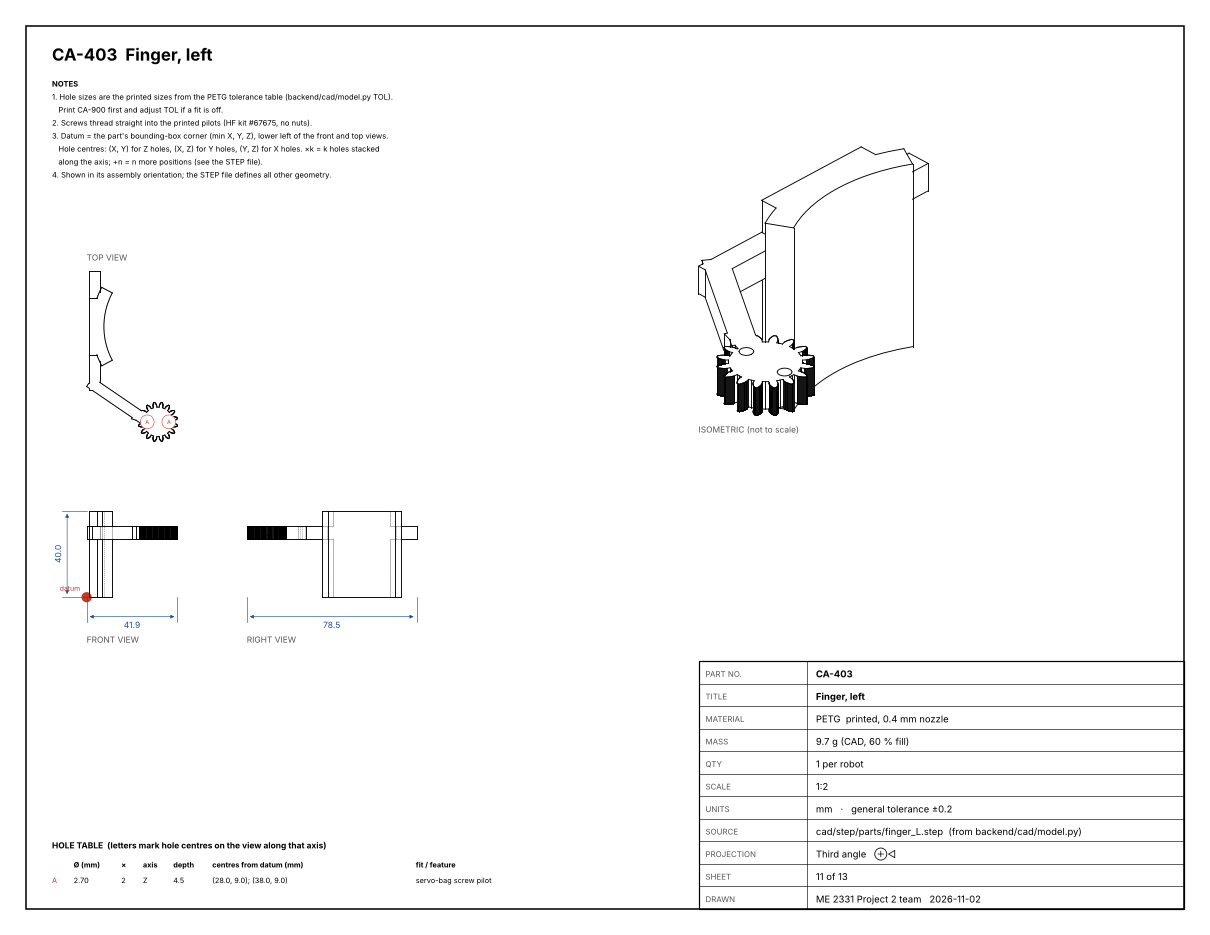 CA-403 Finger, left
NOTES
1. Hole sizes are the printed sizes from the PETG tolerance table (backend/cad/model.py TOL).
Print CA-900 first and adjust TOL if a fit is off.
2. Screws thread straight into the printed pilots (HF kit #67675, no nuts).
3. Datum = the part's bounding-box corner (min X, Y, Z), lower left of the front and top views.
Hole centres: (X, Y) for Z holes, (X, Z) for Y holes, (Y, Z) for X holes. ×k = k holes stacked
along the axis; +n = n more positions (see the STEP file).
4. Shown in its assembly orientation; the STEP file defines all other geometry.
TOP VIEW
A A
ISOMETRIC (not to scale)
40.0
datum
41.9
78.5
FRONT VIEW
RIGHT VIEW
PART NO. CA-403
TITLE Finger, left
MATERIAL PETG printed, 0.4 mm nozzle
MASS 9.7 g (CAD, 60 % fill)
QTY 1 per robot
SCALE 1:2
UNITS mm · general tolerance ±0.2
SOURCE cad/step/parts/finger_L.step (from backend/cad/model.py)
PROJECTION Third angle
SHEET 11 of 13
DRAWN ME 2331 Project 2 team 2026-11-02
HOLE TABLE (letters mark hole centres on the view along that axis)
Ø (mm) × axis depth centres from datum (mm) fit / feature
A 2.70 2 Z 4.5 (28.0, 9.0); (38.0, 9.0) servo-bag screw pilot